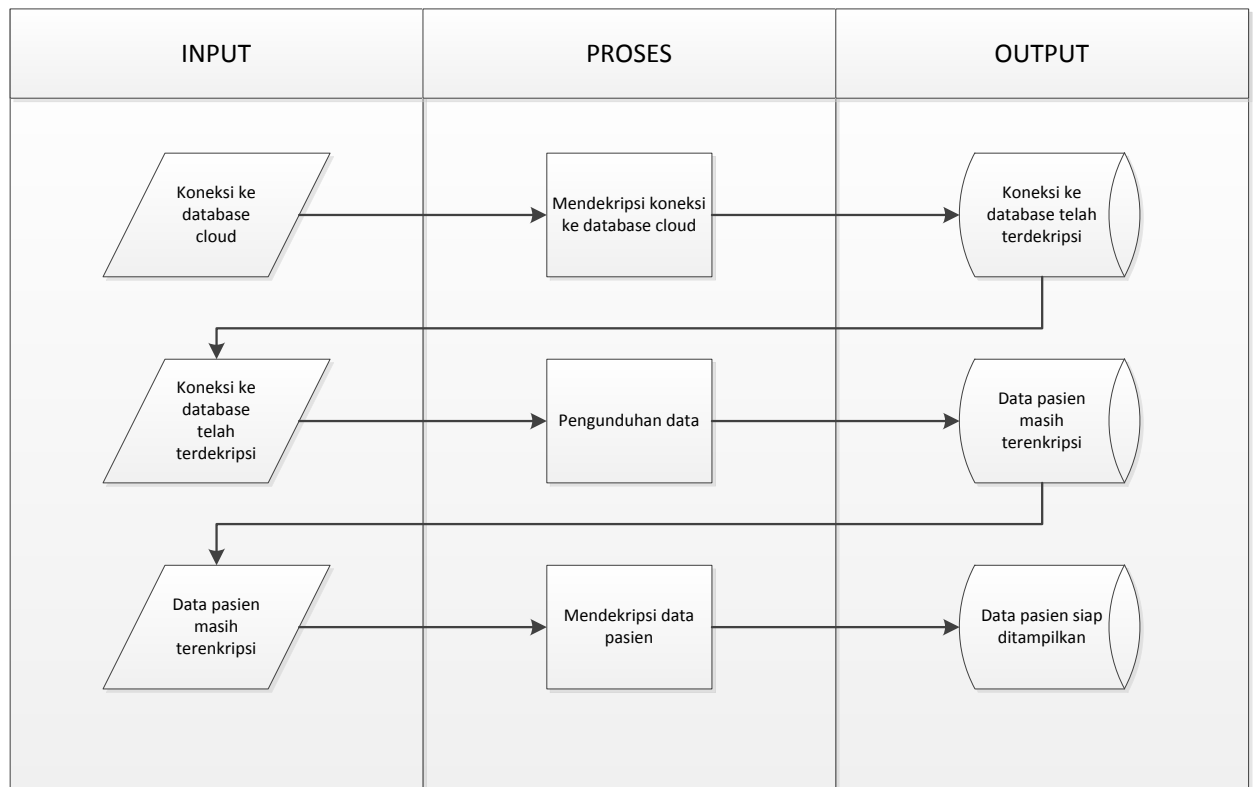 INPUT
PROSES
OUTPUT
Koneksi ke
database
cloud
Mendekripsi koneksi
ke database cloud
Koneksi ke
database telah
terdekripsi
Koneksi ke
database
telah
terdekripsi
Pengunduhan data
Data pasien
masih
terenkripsi
Data pasien
masih
terenkripsi
Mendekripsi data
pasien
Data pasien siap
ditampilkan